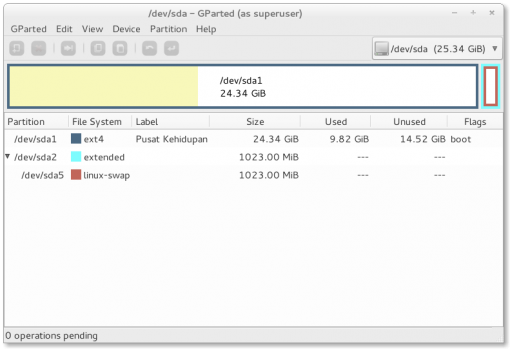 /dev/sda - GParted (as superuser)
GParted Edit View Device Partition Help
/dev/sda (25.34 GiB)
/dev/sda1
24.34 GiB
Partition File System Label Size Used Unused Flags
/dev/sda1 ext4 Pusat Kehidupan 24.34 GiB 9.82 GiB 14.52 GiB boot
/dev/sda2 extended 1023.00 MiB --- ---
/dev/sda5 linux-swap 1023.00 MiB --- ---
0 operations pending